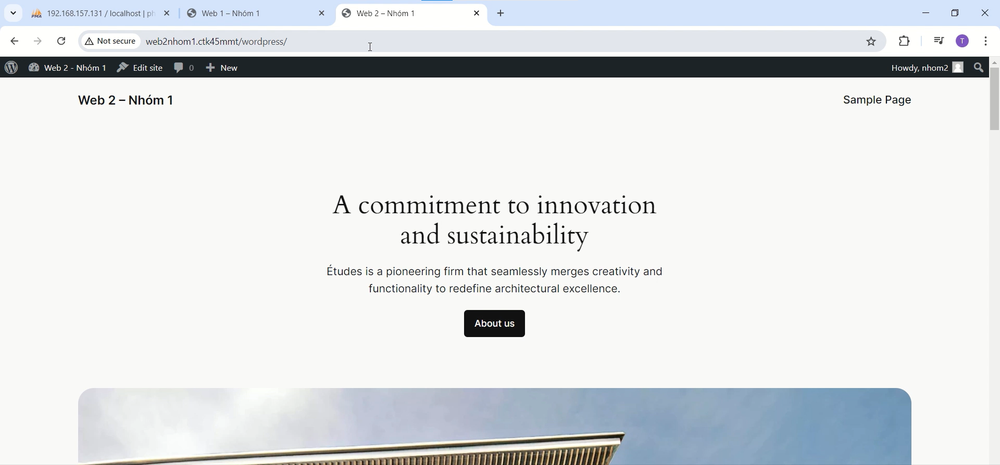 192.168.157.131 / localhost | ph
Web 1 – Nhóm 1
Web 2 – Nhóm 1
Not secure
web2nhom1.ctk45mmt/wordpress/
T
Web 2 - Nhóm 1
Edit site
0
New
Howdy, nhom2
Web 2 – Nhóm 1
Sample Page
A commitment to innovation
and sustainability
Études is a pioneering firm that seamlessly merges creativity and
functionality to redefine architectural excellence.
About us